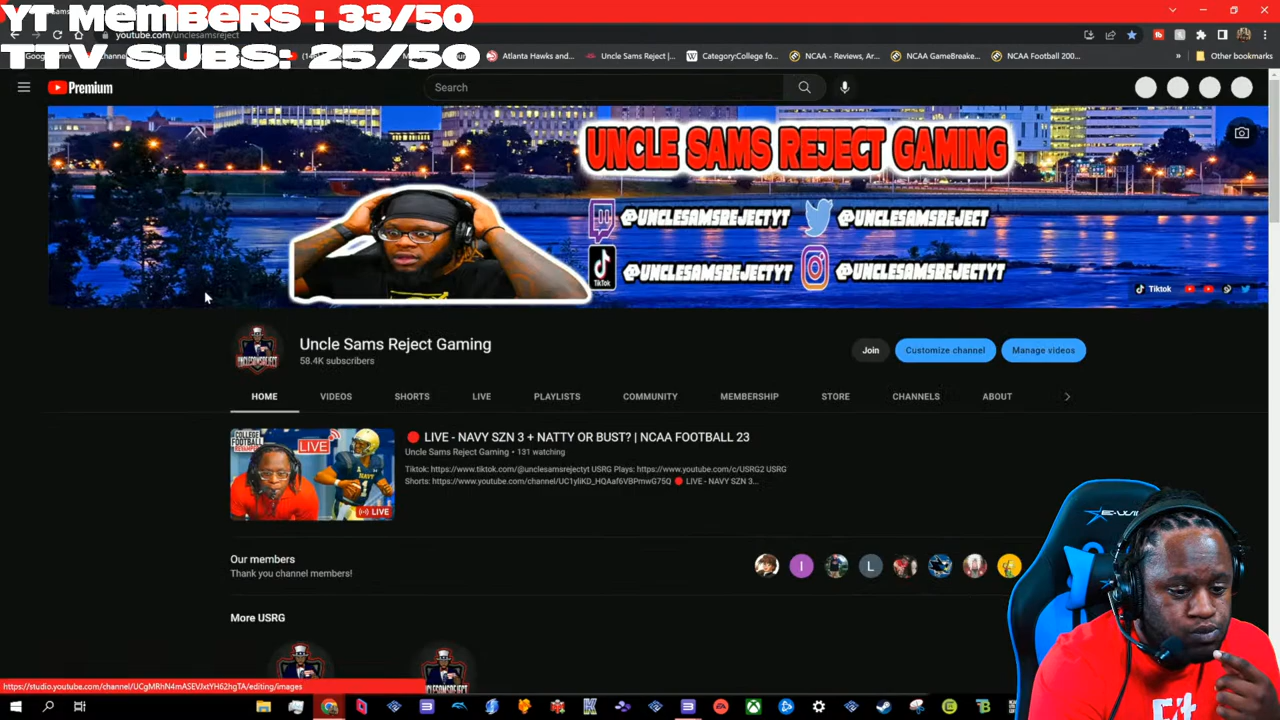 YT Members : 33/50
TTV SUBS: 25/50
youtube.com/unclesamsreject
Atlanta Hawks and...
Uncle Sams Reject |...
Category:College fo...
NCAA - Reviews, Ar...
NCAA GameBreake...
NCAA Football 200...
Other bookmarks
Premium
Search
UNCLE SAMS REJECT GAMING
@UNCLESAMSREJECTYT
@UNCLESAMSREJECT
TikTok
@UNCLESAMSREJECTYT
@UNCLESAMSREJECTYT
Tiktok
Uncle Sams Reject Gaming
58.4K subscribers
Join
Customize channel
Manage videos
HOME
VIDEOS
SHORTS
LIVE
PLAYLISTS
COMMUNITY
MEMBERSHIP
STORE
CHANNELS
ABOUT
COLLEGE FOOTBALL REVAMPED
LIVE
NAVY
1
LIVE
LIVE - NAVY SZN 3 + NATTY OR BUST? | NCAA FOOTBALL 23
Uncle Sams Reject Gaming • 131 watching
Tiktok: https://www.tiktok.com/@unclesamsrejectyt USRG Plays: https://www.youtube.com/c/USRG2 USRG
Shorts: https://www.youtube.com/channel/UC1yliKD_HQAaf6VBPmwG75Q 🔴 LIVE - NAVY SZN 3...
Our members
Thank you channel members!
I
L
More USRG
https://studio.youtube.com/channel/UCgMRhN4mASEVJxtYH62hgTA/editing/images